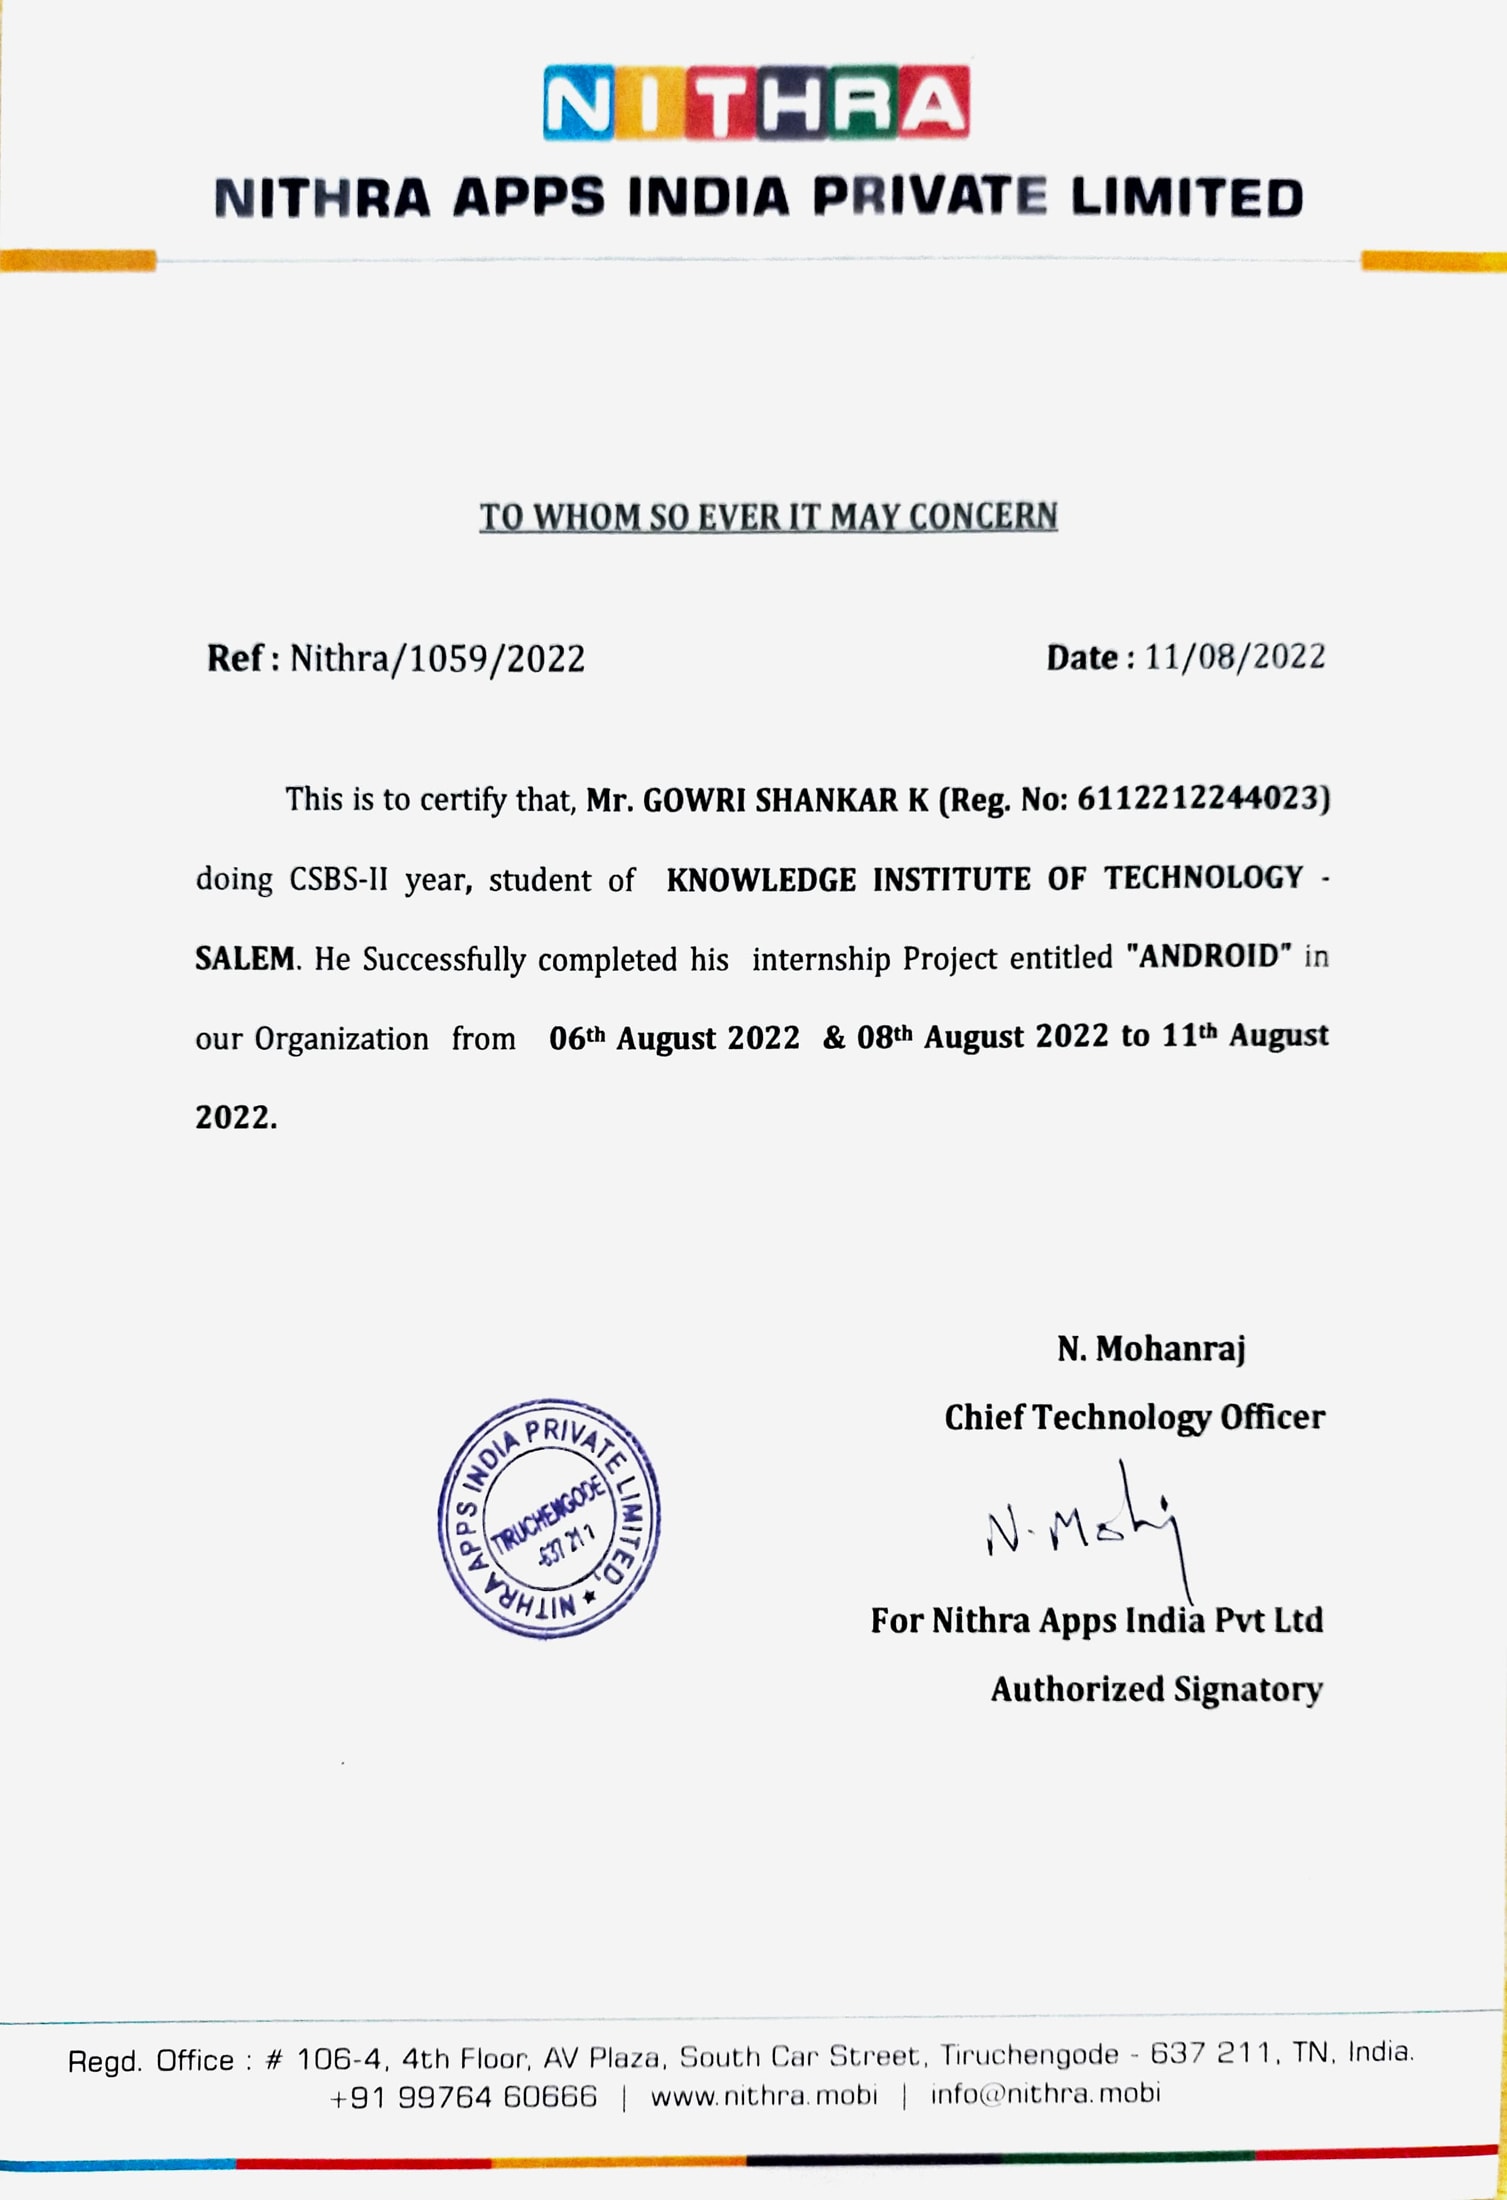 NITHRA
NITHRA APPS INDIA PRIVATE LIMITED
TO WHOM SO EVER IT MAY CONCERN
Ref : Nithra/1059/2022
Date : 11/08/2022
This is to certify that, Mr. GOWRI SHANKAR K (Reg. No: 6112212244023)
doing CSBS-II year, student of KNOWLEDGE INSTITUTE OF TECHNOLOGY -
SALEM. He Successfully completed his internship Project entitled "ANDROID" in
our Organization from 06th August 2022 & 08th August 2022 to 11th August
2022.
N. Mohanraj
Chief Technology Officer
NITHRA APPS INDIA PRIVATE LIMITED, ★
TIRUCHENGODE
-637 211
N. Mohj
For Nithra Apps India Pvt Ltd
Authorized Signatory
Regd. Office : # 106-4, 4th Floor, AV Plaza, South Car Street, Tiruchengode - 637 211, TN, India.
+91 99764 60666 | www.nithra.mobi | info@nithra.mobi